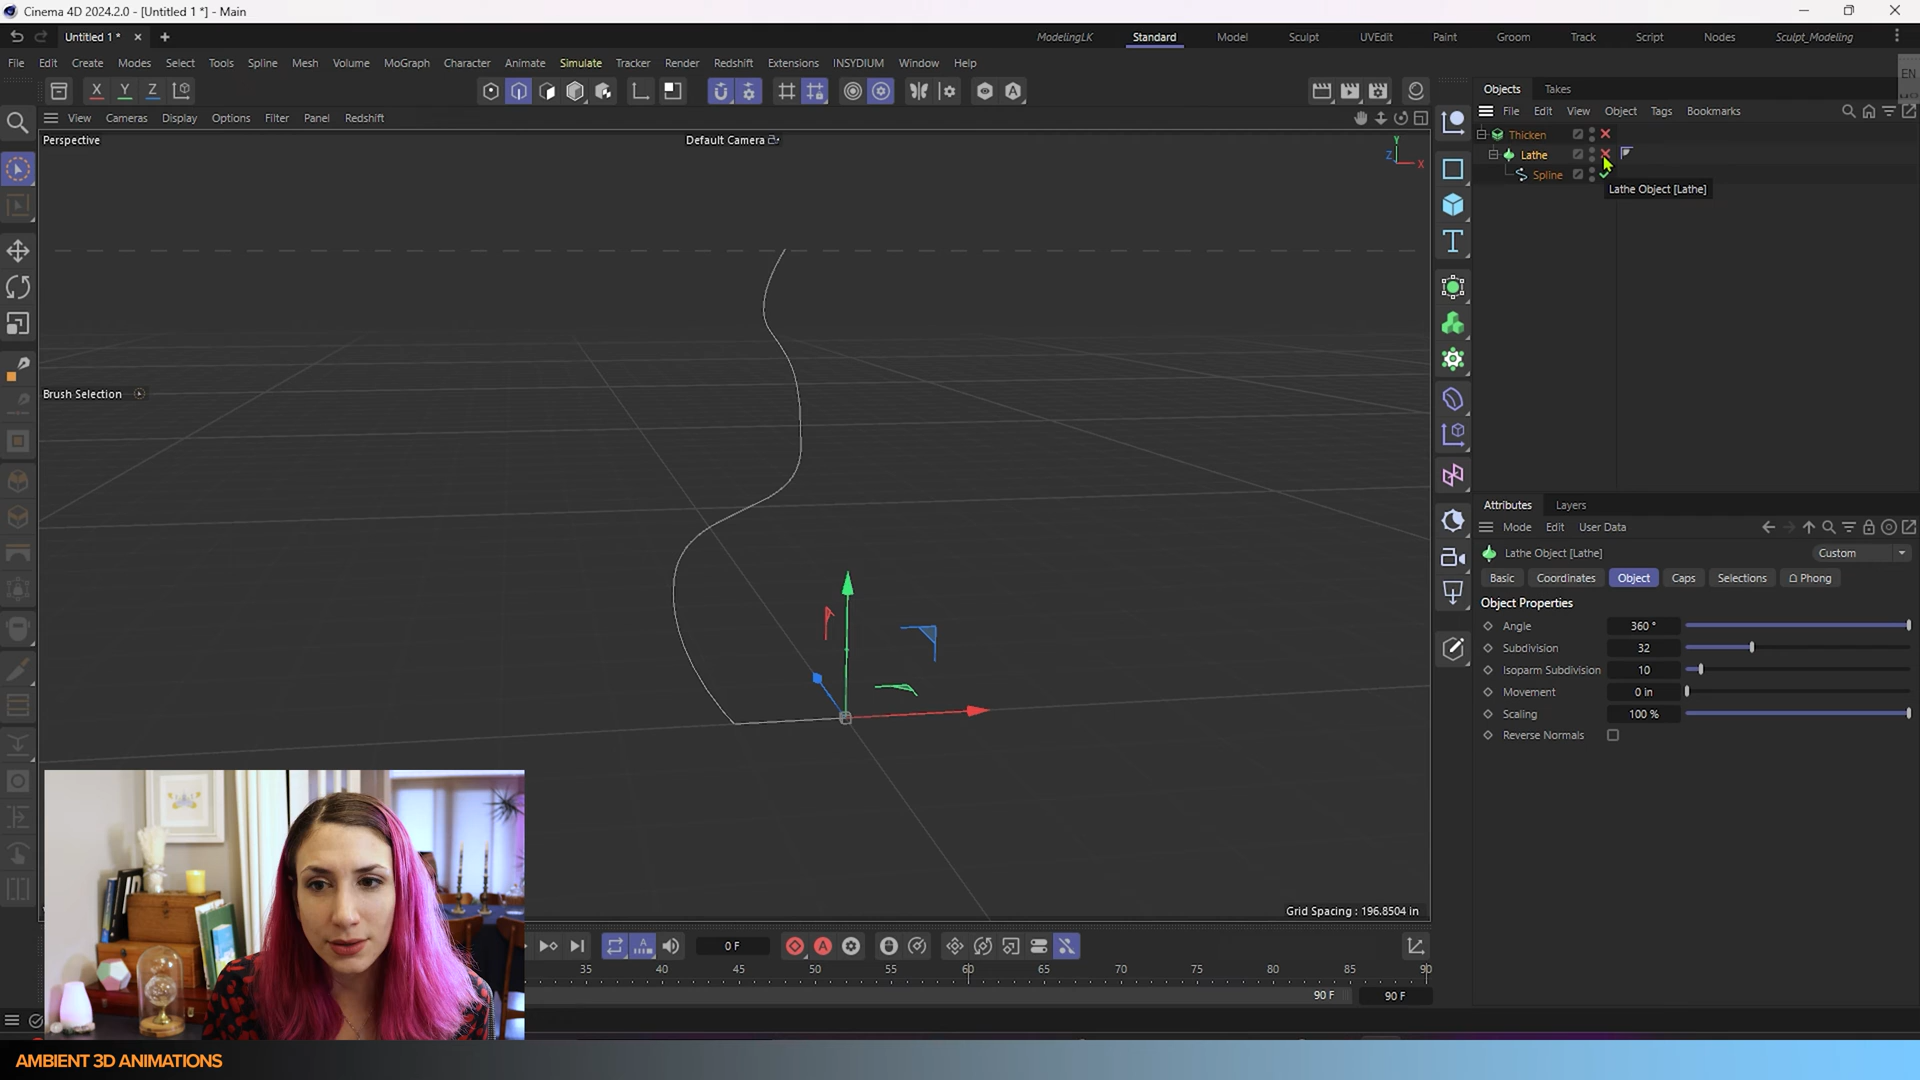 Cinema 4D 2024.2.0 - [Untitled 1 *] - Main
Untitled 1 *
ModelingLK Standard Model Sculpt UVEdit Paint Groom Track Script Nodes Sculpt_Modeling
File Edit Create Modes Select Tools Spline Mesh Volume MoGraph Character Animate Simulate Tracker Render Redshift Extensions INSYDIUM Window Help
EN
X Y Z
Objects Takes
View Cameras Display Options Filter Panel Redshift
File Edit View Object Tags Bookmarks
Perspective
Default Camera
Y
Z
X
Thicken
Lathe
Spline
Lathe Object [Lathe]
Brush Selection
Attributes Layers
Mode Edit User Data
Lathe Object [Lathe]
Custom
Basic Coordinates Object Caps Selections Phong
Object Properties
Angle 360 °
Subdivision 32
Isoparm Subdivision 10
Movement 0 in
Scaling 100 %
Reverse Normals
Grid Spacing : 196.8504 in
0 F
35 40 45 50 55 60 65 70 75 80 85 90
90 F
90 F
AMBIENT 3D ANIMATIONS